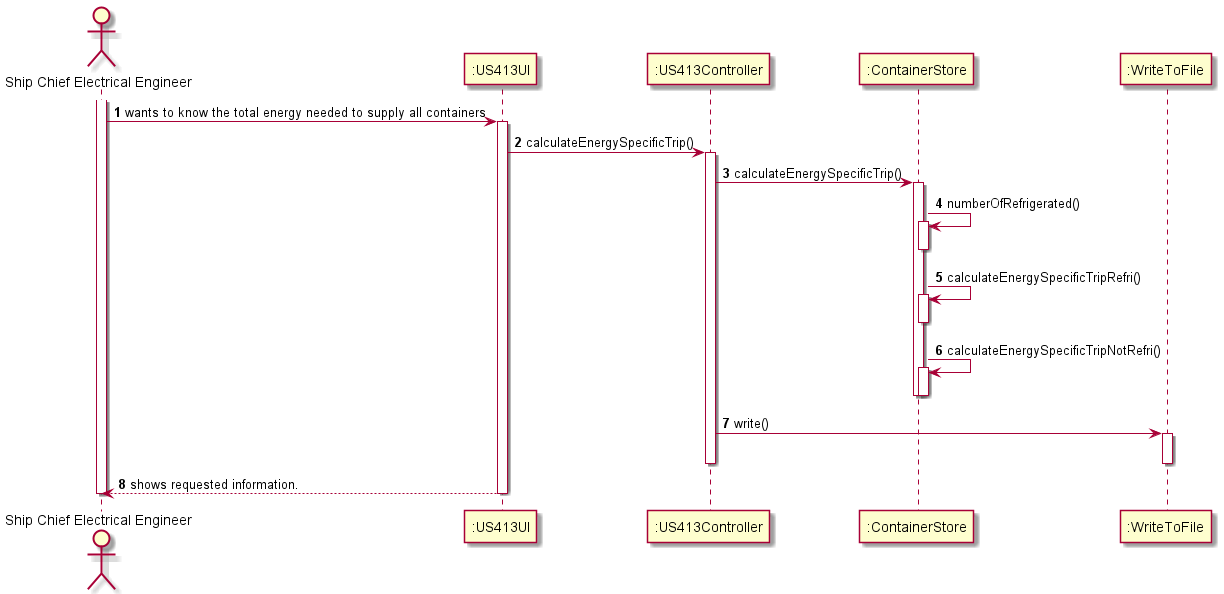 Ship Chief Electrical Engineer
:US413UI
:US413Controller
:ContainerStore
:WriteToFile
1 wants to know the total energy needed to supply all containers
2 calculateEnergySpecificTrip()
3 calculateEnergySpecificTrip()
4 numberOfRefrigerated()
5 calculateEnergySpecificTripRefri()
6 calculateEnergySpecificTripNotRefri()
7 write()
8 shows requested information.
Ship Chief Electrical Engineer
:US413UI
:US413Controller
:ContainerStore
:WriteToFile